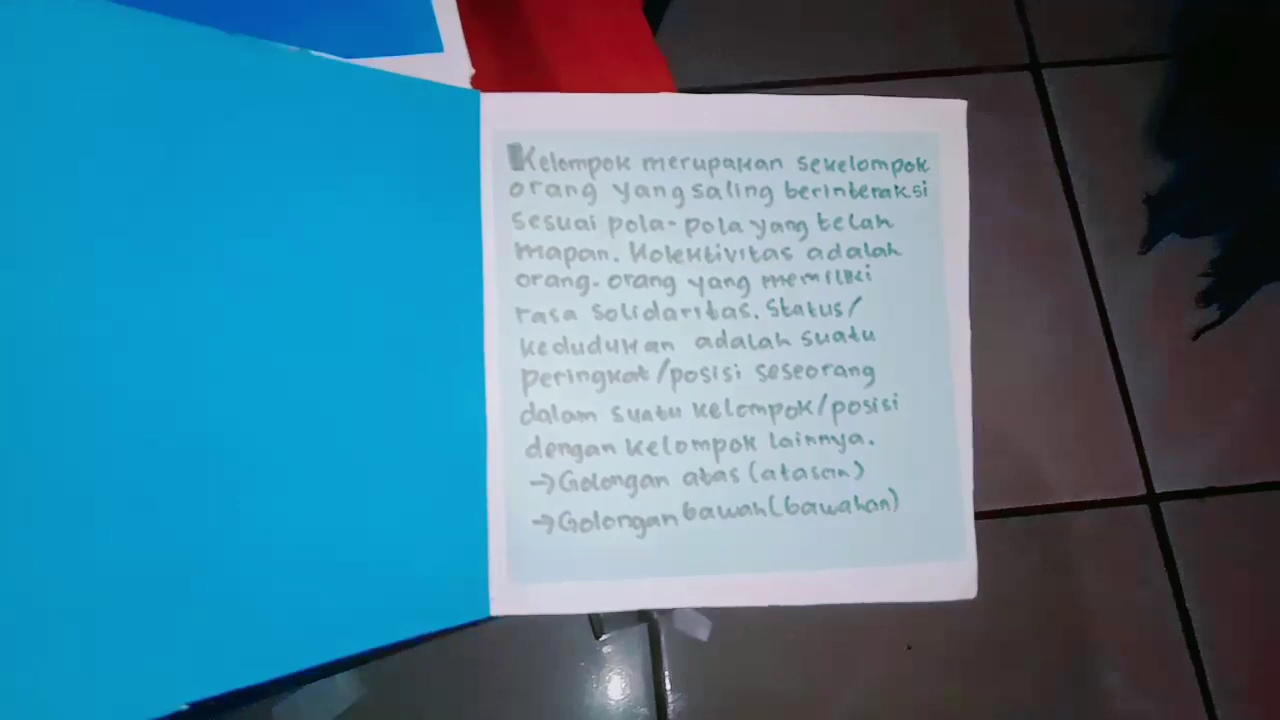 Kelompok merupakan sekelompok
orang yang saling berinteraksi
sesuai pola-pola yang telah
mapan. Kolektivitas adalah
orang-orang yang memiliki
rasa solidaritas. Status/
kedudukan adalah suatu
peringkat/posisi seseorang
dalam suatu kelompok/posisi
dengan kelompok lainnya.
→Golongan atas (atasan)
→Golongan bawah (bawahan)